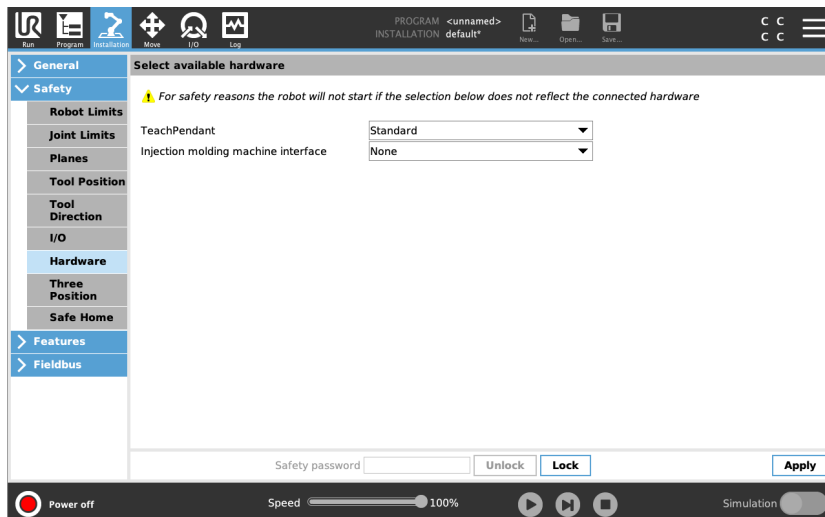 UR
Run
Program
Installation
Move
I/O
Log
PROGRAM <unnamed>
INSTALLATION default*
New...
Open...
Save...
C C
C C
General
Safety
Robot Limits
Joint Limits
Planes
Tool Position
Tool
Direction
I/O
Hardware
Three
Position
Safe Home
Features
Fieldbus
Select available hardware
For safety reasons the robot will not start if the selection below does not reflect the connected hardware
TeachPendant Standard
Injection molding machine interface None
Safety password Unlock Lock Apply
Power off Speed 100% Simulation